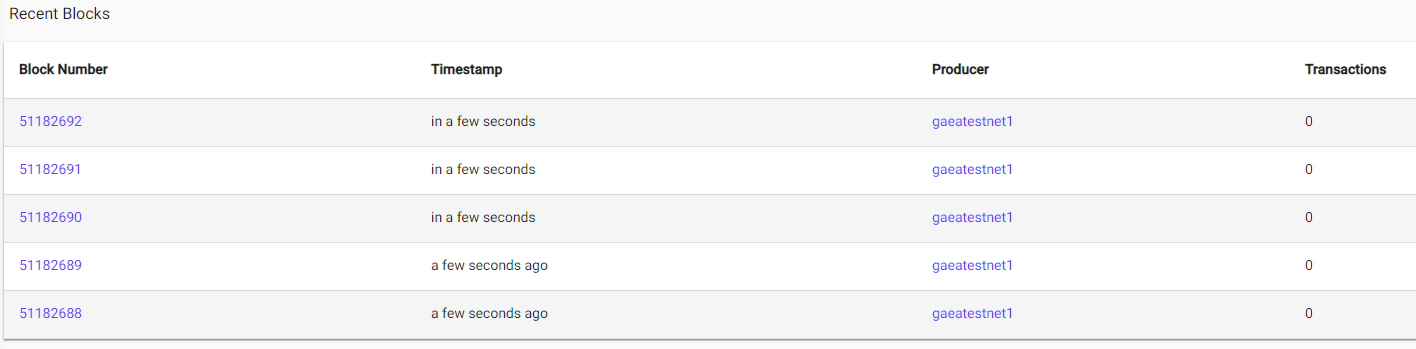 Recent Blocks
Block Number Timestamp Producer Transactions
51182692 in a few seconds gaeatestnet1 0
51182691 in a few seconds gaeatestnet1 0
51182690 in a few seconds gaeatestnet1 0
51182689 a few seconds ago gaeatestnet1 0
51182688 a few seconds ago gaeatestnet1 0